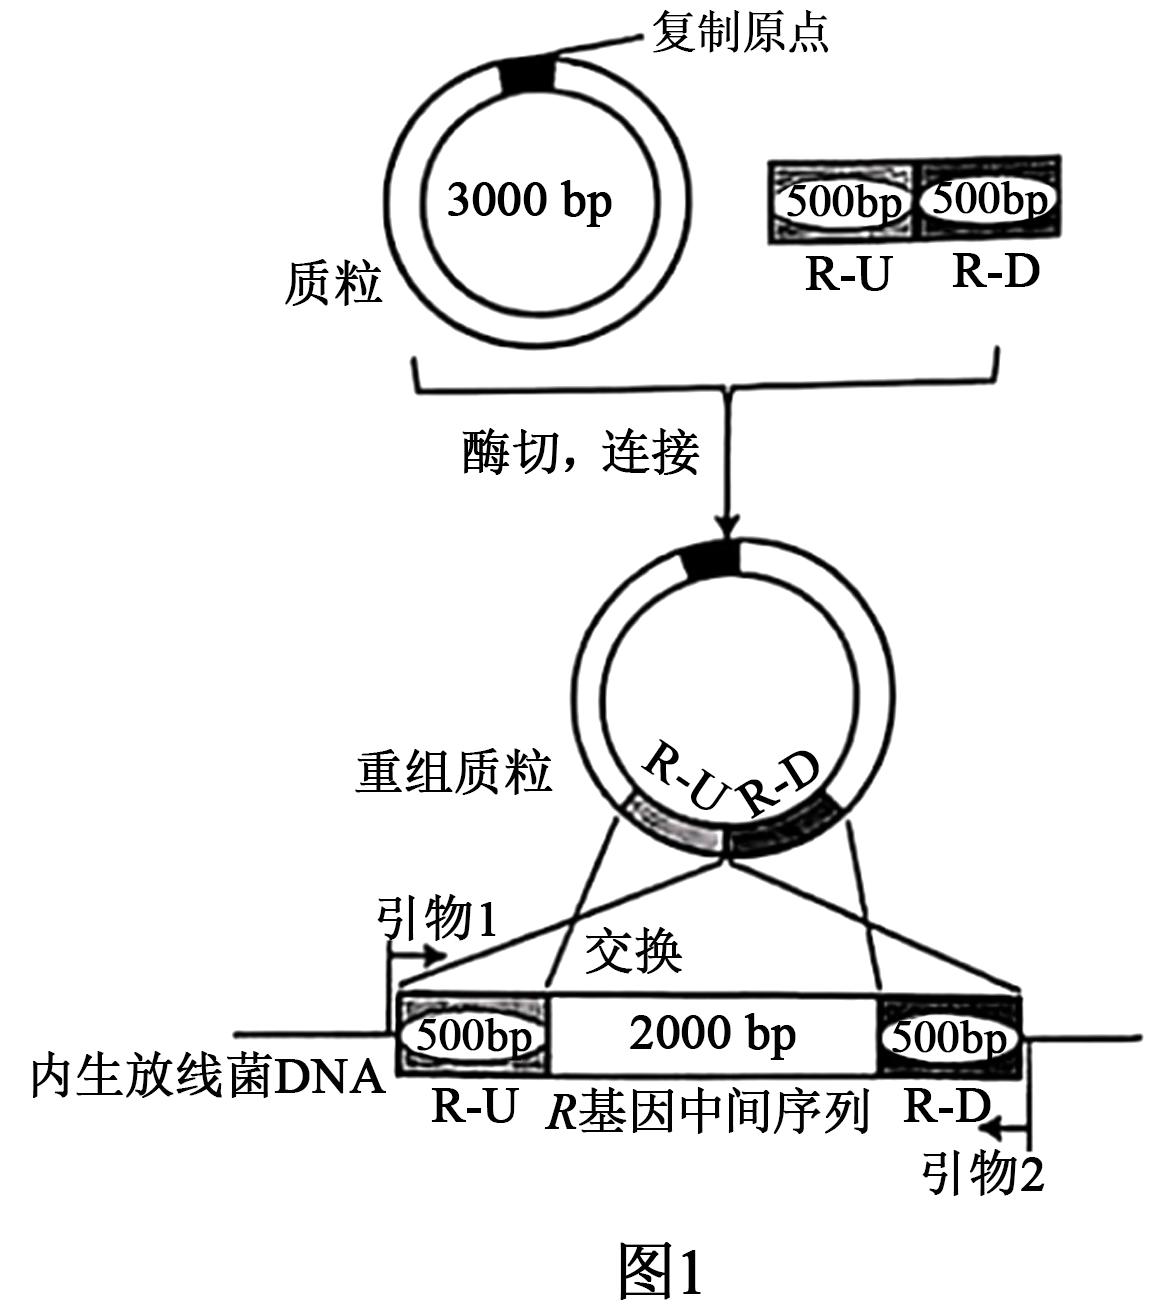 复制原点
3000 bp
500bp 500bp
R-U R-D
质粒
酶切，连接
R-U R-D
重组质粒
引物1
交换
500bp 2000 bp 500bp
内生放线菌DNA
R-U R基因中间序列 R-D
引物2
图1